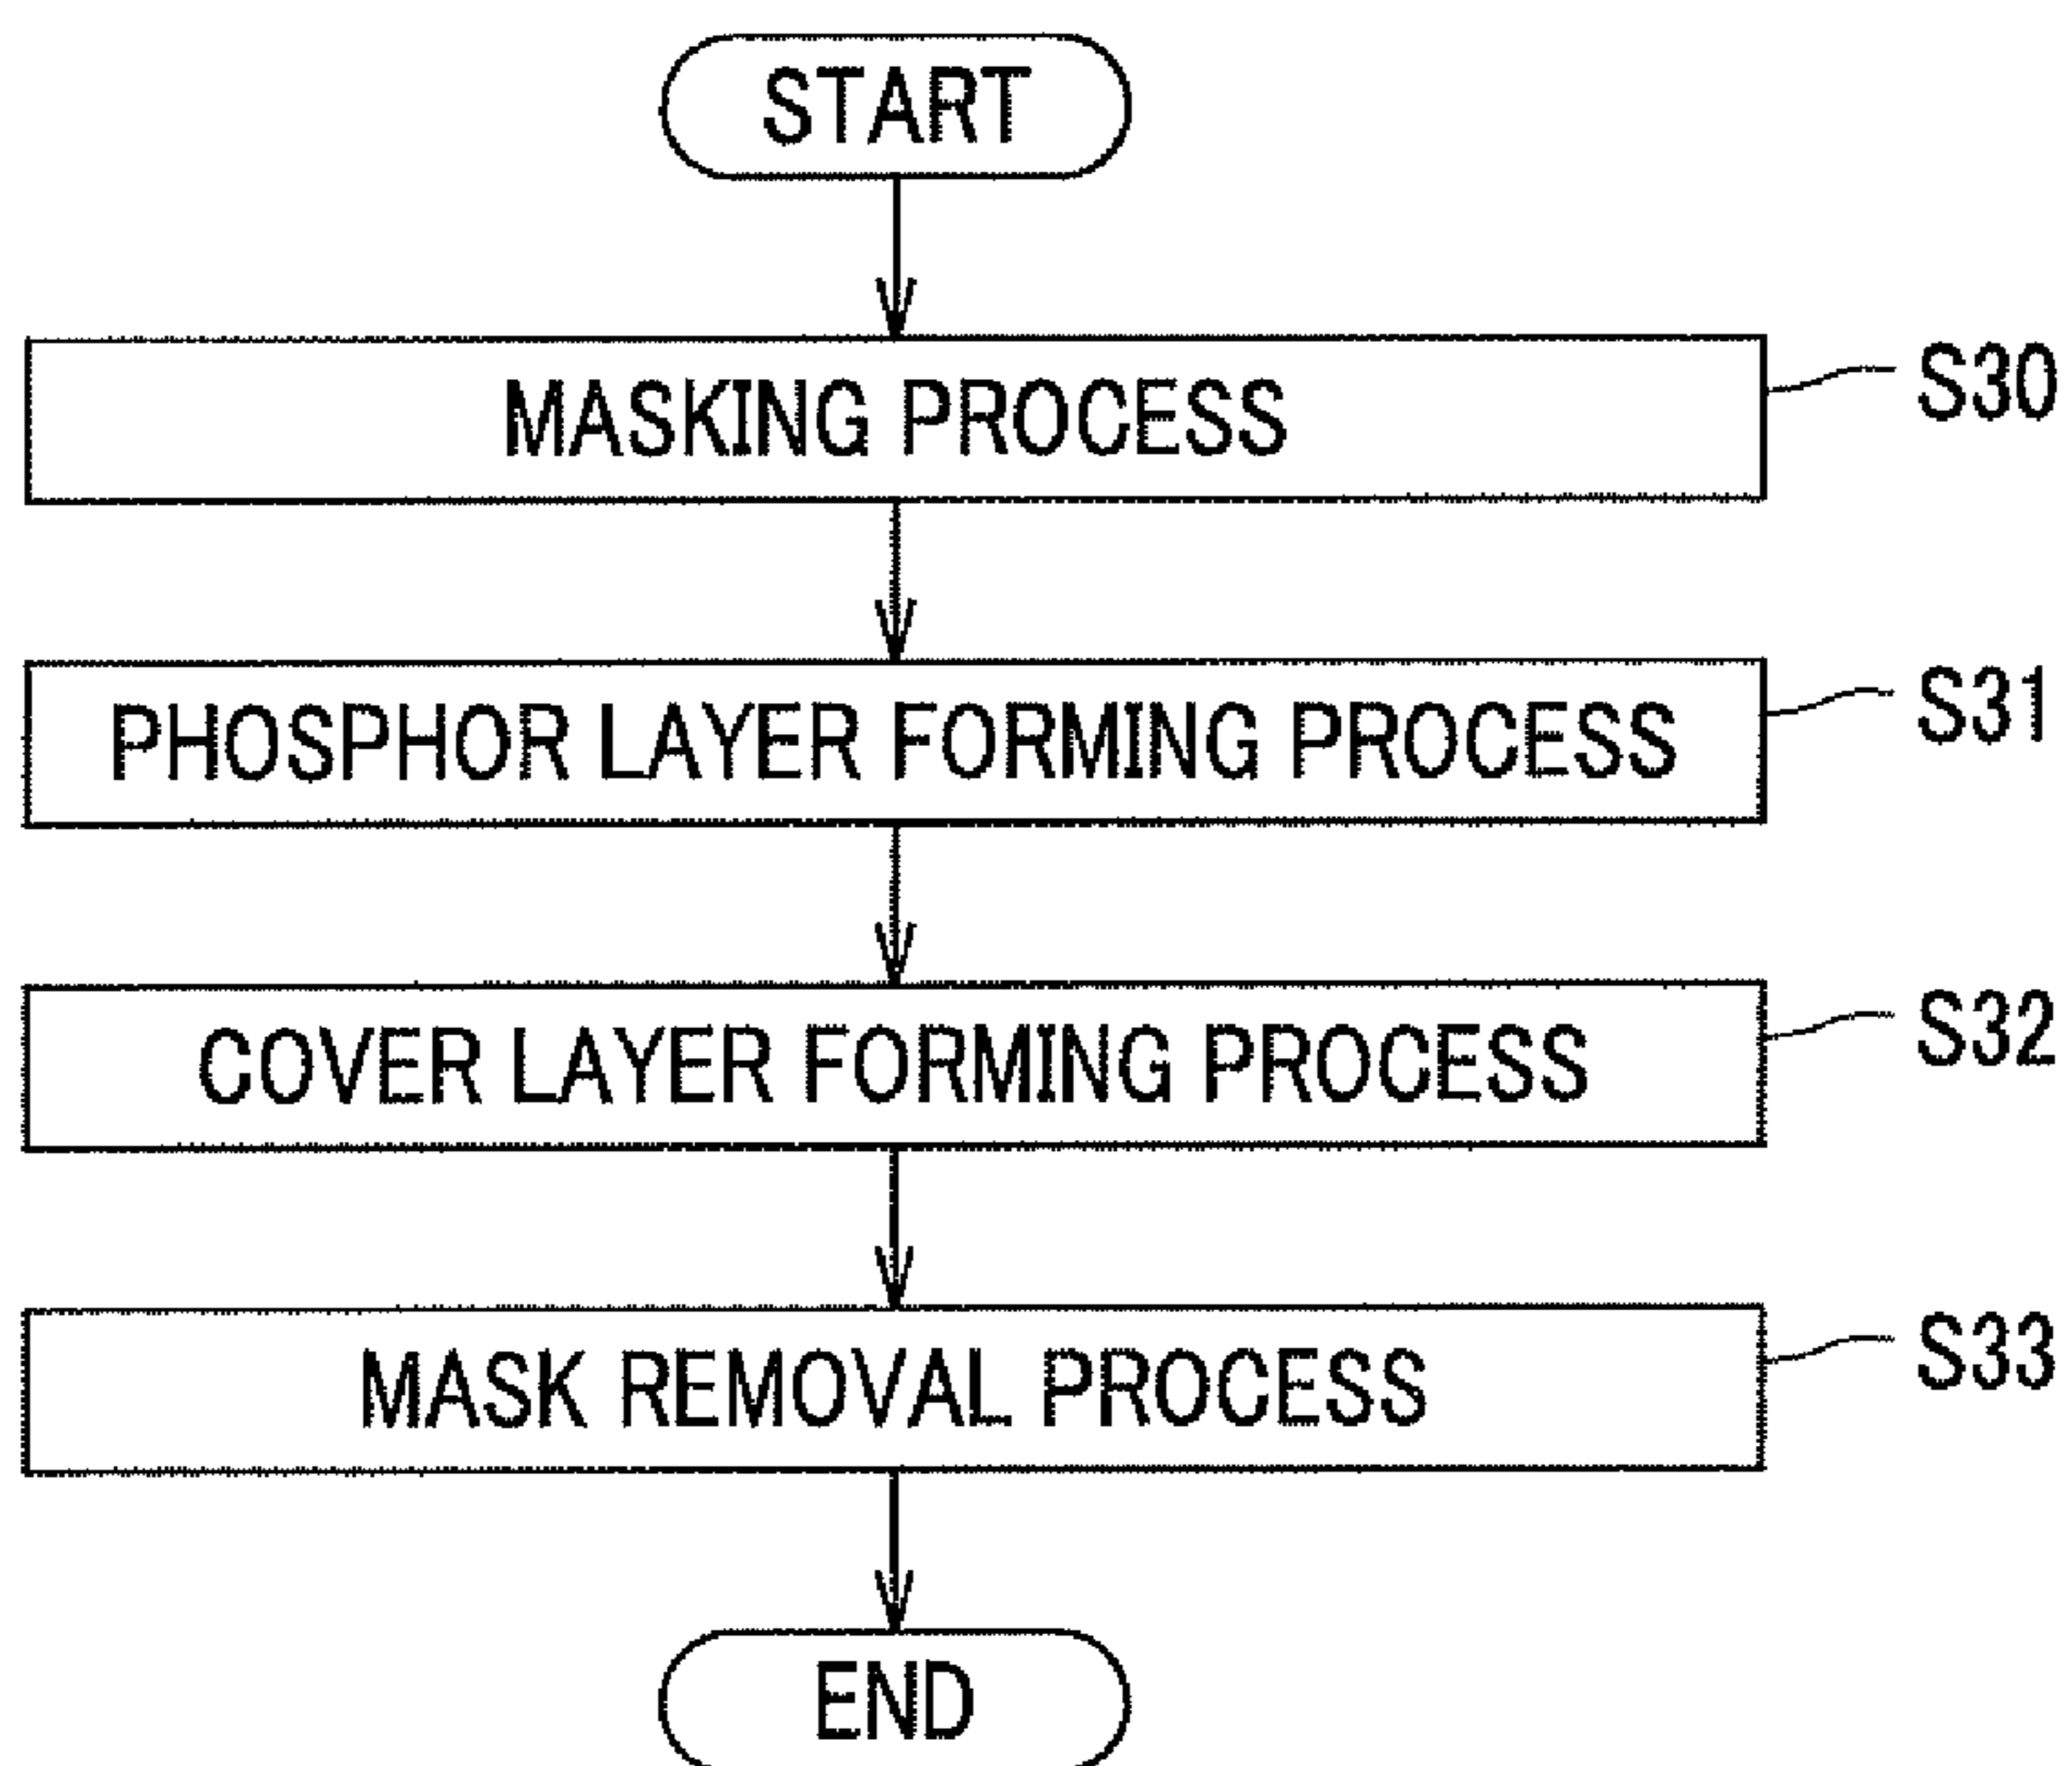 START
MASKING PROCESS
S30
PHOSPHOR LAYER FORMING PROCESS
S31
COVER LAYER FORMING PROCESS
S32
MASK REMOVAL PROCESS
S33
END